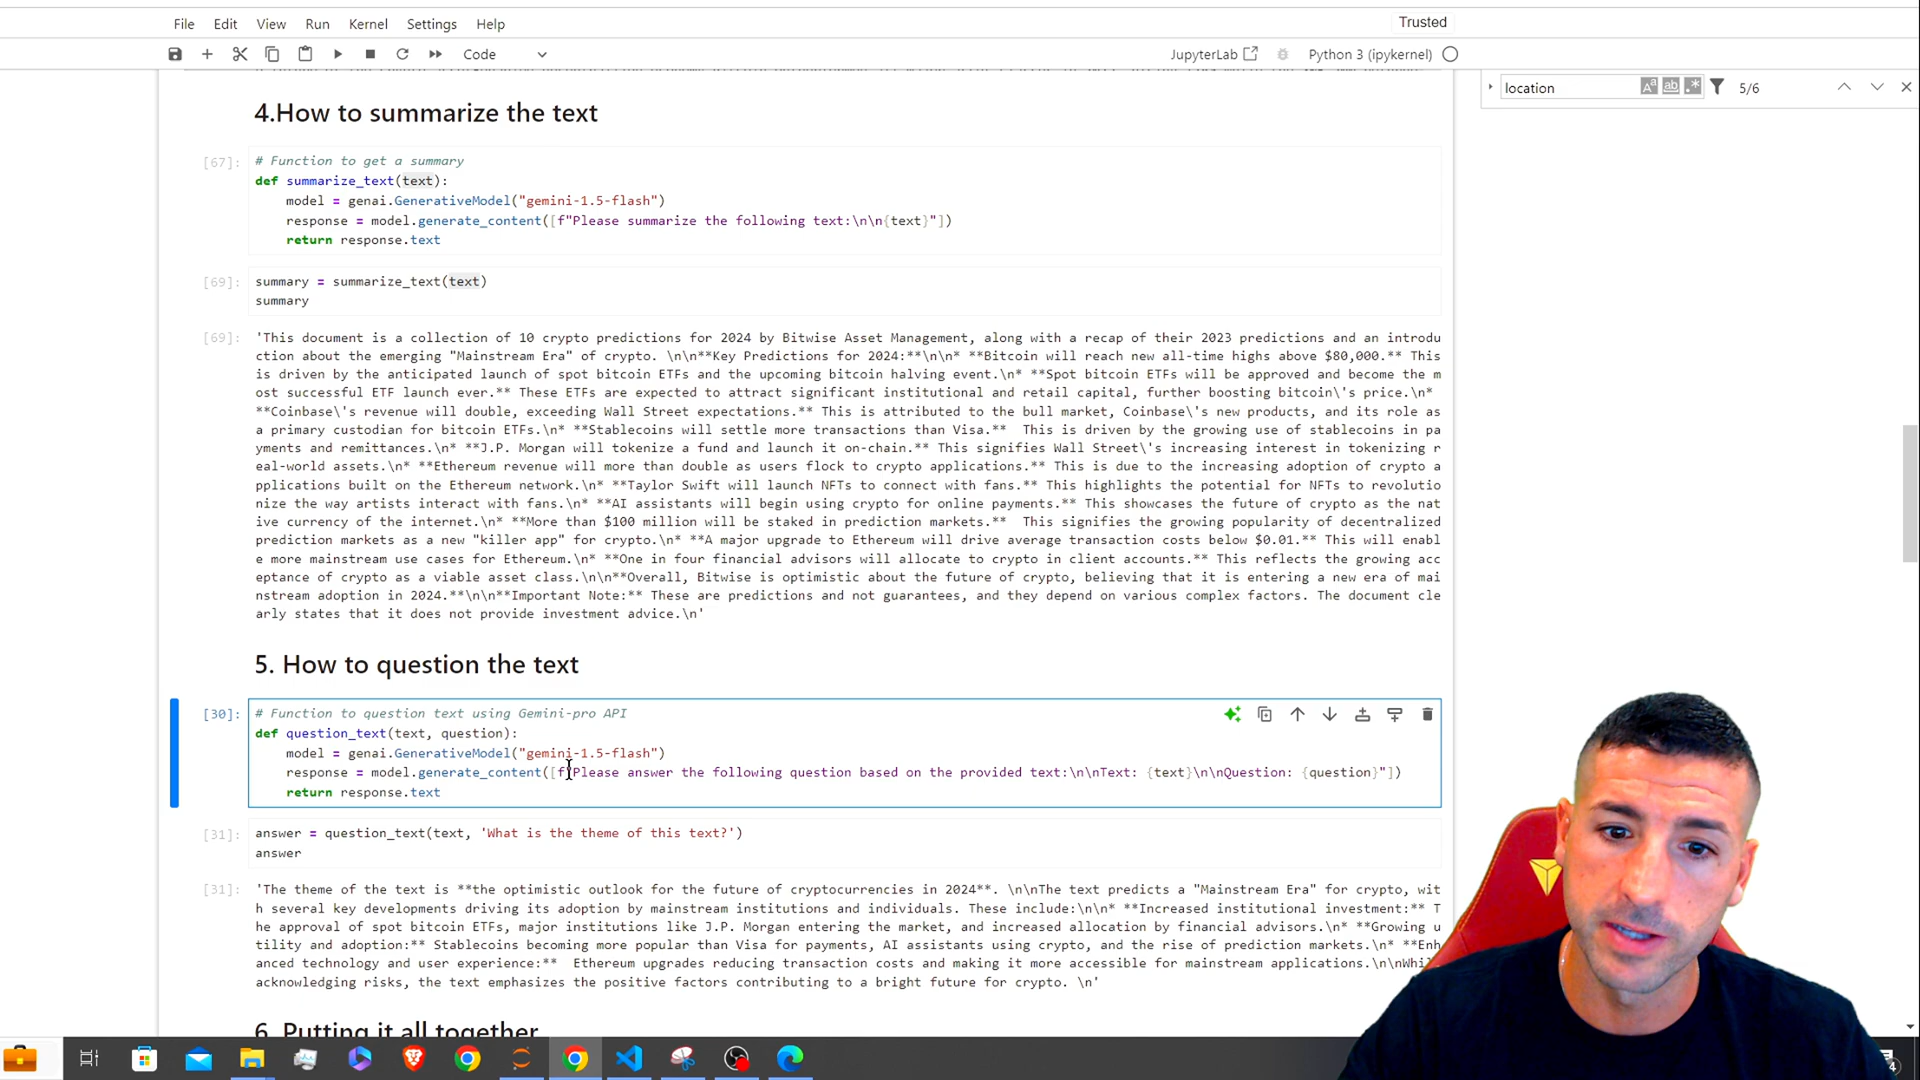 File Edit View Run Kernel Settings Help Trusted
Code JupyterLab Python 3 (ipykernel)
location 5/6
4.How to summarize the text
[67]: # Function to get a summary
def summarize_text(text):
model = genai.GenerativeModel("gemini-1.5-flash")
response = model.generate_content([f"Please summarize the following text:\n\n{text}"])
return response.text
[69]: summary = summarize_text(text)
summary
[69]: 'This document is a collection of 10 crypto predictions for 2024 by Bitwise Asset Management, along with a recap of their 2023 predictions and an introdu
ction about the emerging "Mainstream Era" of crypto. \n\n**Key Predictions for 2024:**\n\n* **Bitcoin will reach new all-time highs above $80,000.** This
is driven by the anticipated launch of spot bitcoin ETFs and the upcoming bitcoin halving event.\n* **Spot bitcoin ETFs will be approved and become the m
ost successful ETF launch ever.** These ETFs are expected to attract significant institutional and retail capital, further boosting bitcoin\'s price.\n*
**Coinbase\'s revenue will double, exceeding Wall Street expectations.** This is attributed to the bull market, Coinbase\'s new products, and its role as
a primary custodian for bitcoin ETFs.\n* **Stablecoins will settle more transactions than Visa.**  This is driven by the growing use of stablecoins in pa
yments and remittances.\n* **J.P. Morgan will tokenize a fund and launch it on-chain.** This signifies Wall Street\'s increasing interest in tokenizing r
eal-world assets.\n* **Ethereum revenue will more than double as users flock to crypto applications.** This is due to the increasing adoption of crypto a
pplications built on the Ethereum network.\n* **Taylor Swift will launch NFTs to connect with fans.** This highlights the potential for NFTs to revolutio
nize the way artists interact with fans.\n* **AI assistants will begin using crypto for online payments.** This showcases the future of crypto as the nat
ive currency of the internet.\n* **More than $100 million will be staked in prediction markets.**  This signifies the growing popularity of decentralized
prediction markets as a new "killer app" for crypto.\n* **A major upgrade to Ethereum will drive average transaction costs below $0.01.** This will enabl
e more mainstream use cases for Ethereum.\n* **One in four financial advisors will allocate to crypto in client accounts.** This reflects the growing acc
eptance of crypto as a viable asset class.\n\n**Overall, Bitwise is optimistic about the future of crypto, believing that it is entering a new era of mai
nstream adoption in 2024.**\n\n**Important Note:** These are predictions and not guarantees, and they depend on various complex factors. The document cle
arly states that it does not provide investment advice.\n'
5. How to question the text
[30]: # Function to question text using Gemini-pro API
def question_text(text, question):
model = genai.GenerativeModel("gemini-1.5-flash")
response = model.generate_content([f"Please answer the following question based on the provided text:\n\nText: {text}\n\nQuestion: {question}"])
return response.text
[31]: answer = question_text(text, 'What is the theme of this text?')
answer
[31]: 'The theme of the text is **the optimistic outlook for the future of cryptocurrencies in 2024**. \n\nThe text predicts a "Mainstream Era" for crypto, wit
h several key developments driving its adoption by mainstream institutions and individuals. These include:\n\n* **Increased institutional investment:** T
he approval of spot bitcoin ETFs, major institutions like J.P. Morgan entering the market, and increased allocation by financial advisors.\n* **Growing u
tility and adoption:** Stablecoins becoming more popular than Visa for payments, AI assistants using crypto, and the rise of prediction markets.\n* **Enh
anced technology and user experience:**  Ethereum upgrades reducing transaction costs and making it more accessible for mainstream applications.\n\nWhil
acknowledging risks, the text emphasizes the positive factors contributing to a bright future for crypto. \n'
6. Putting it all together